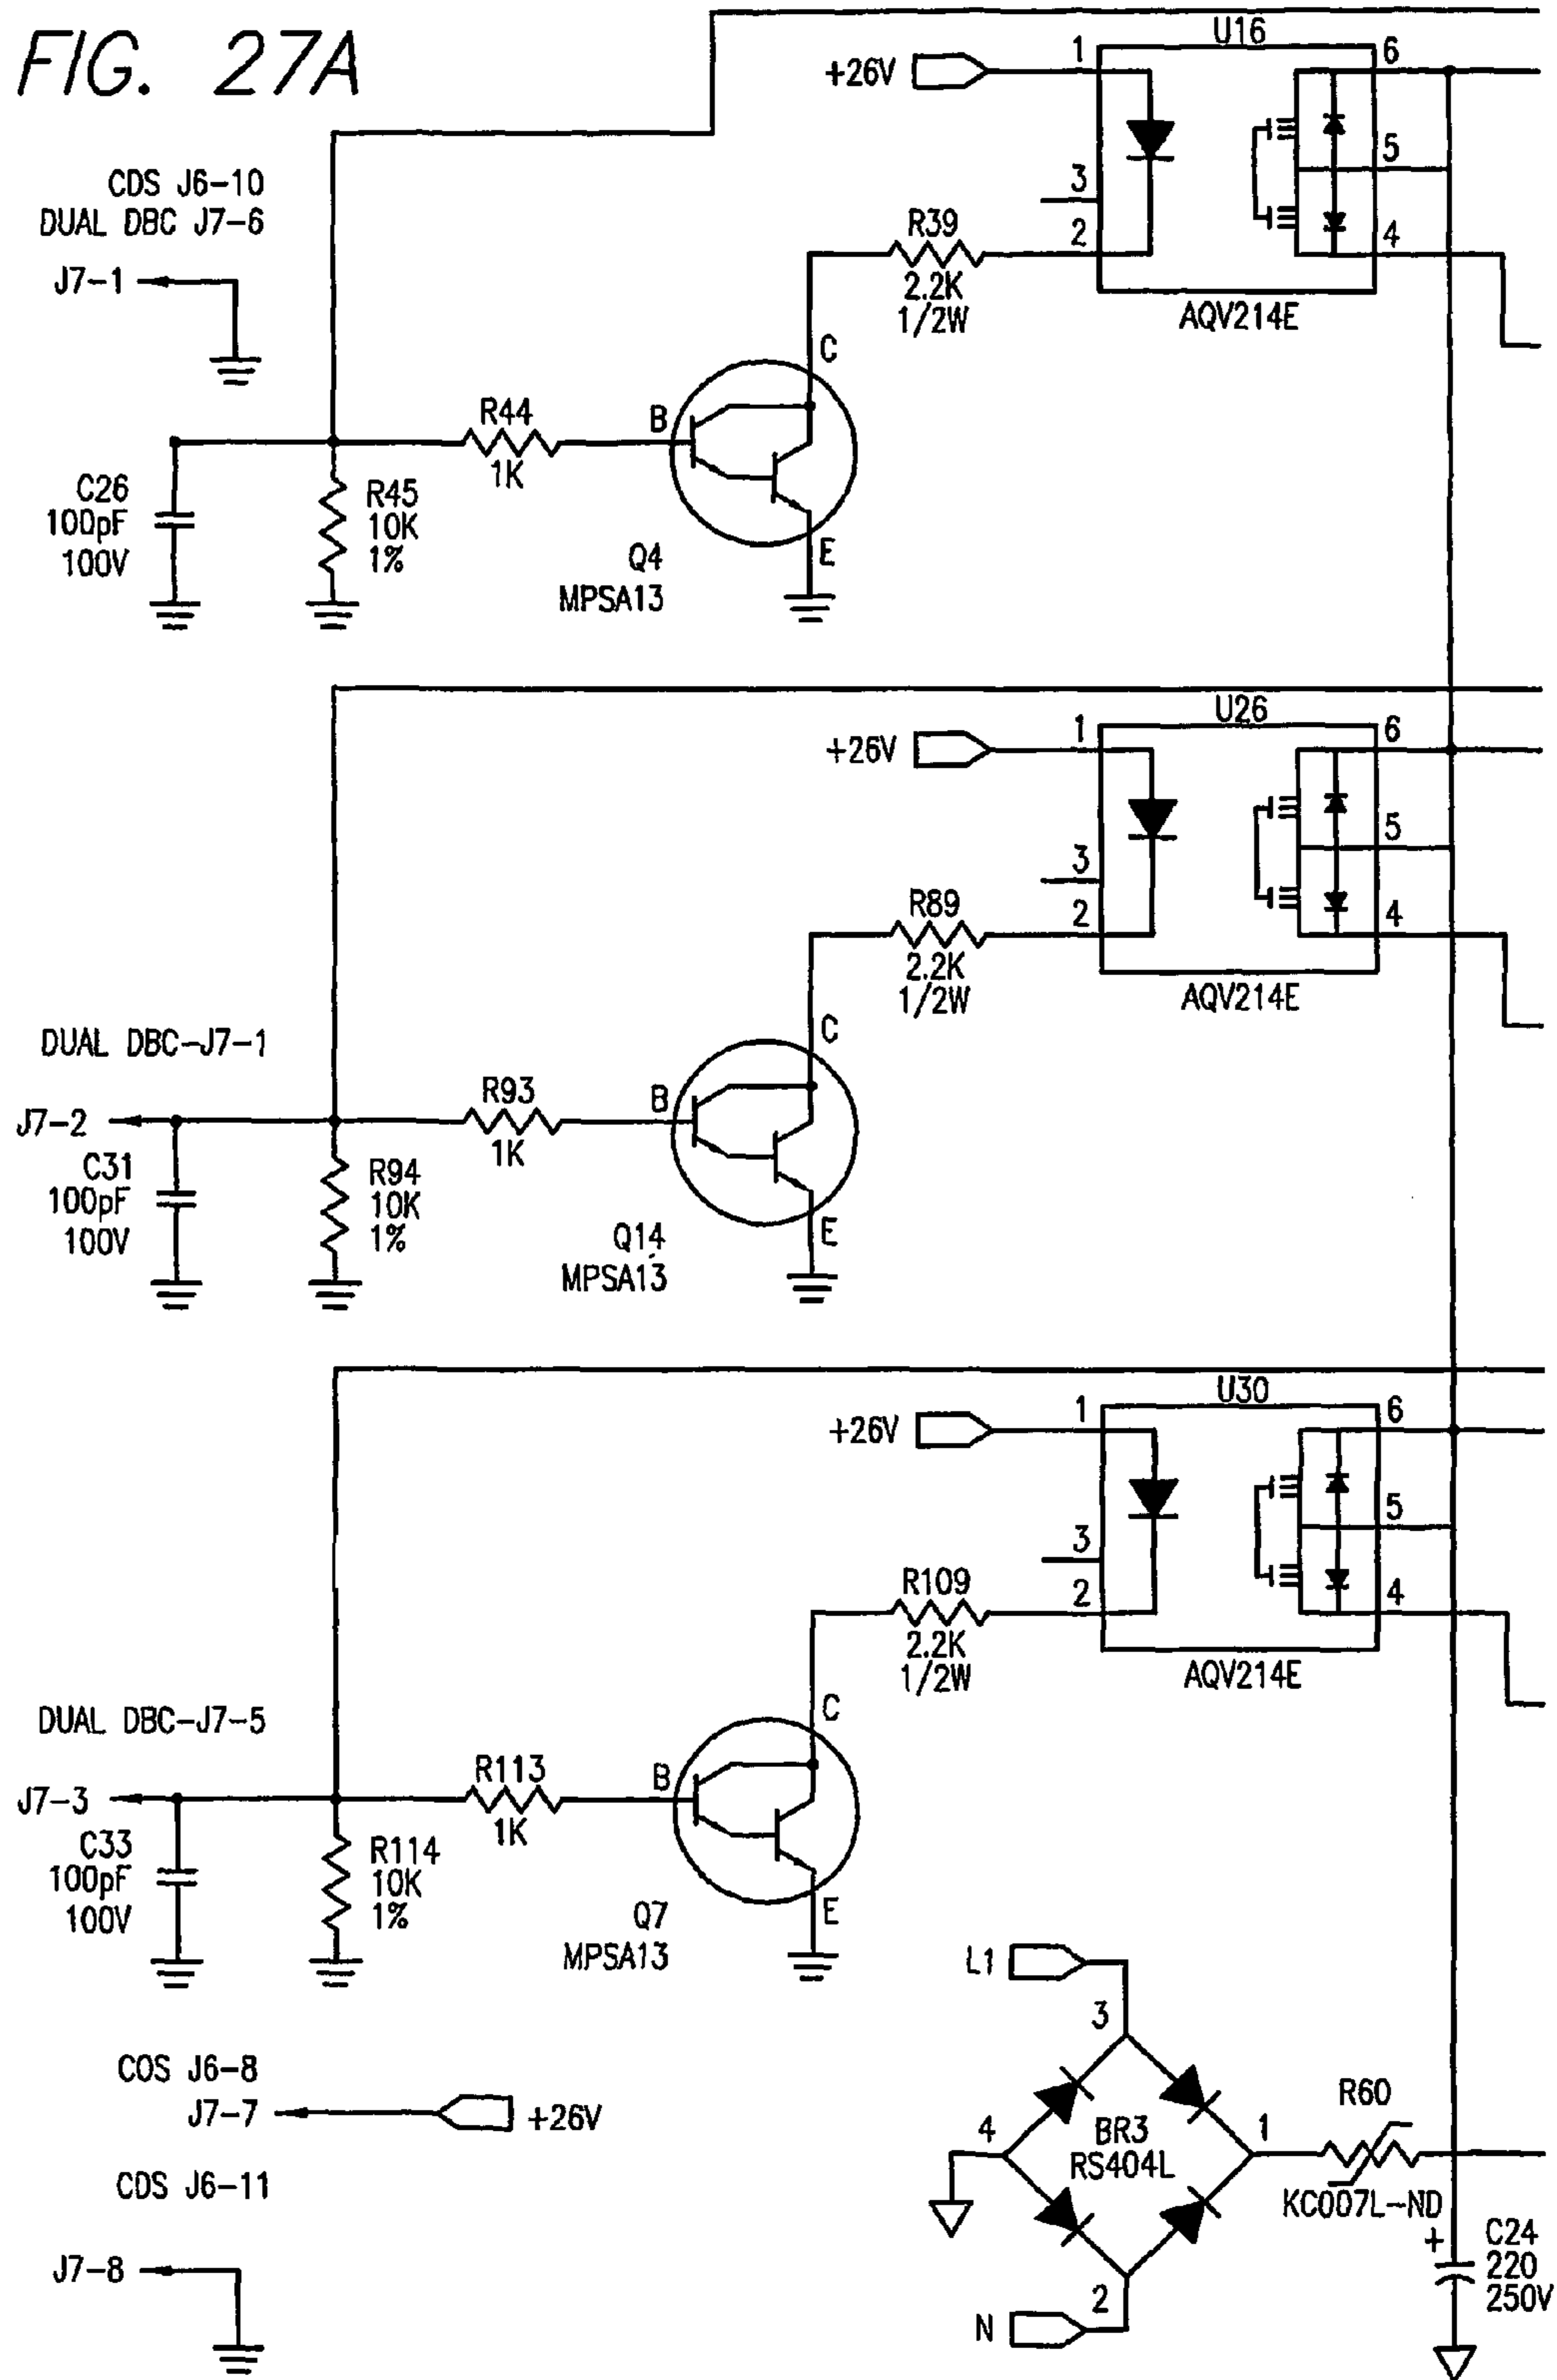 FIG. 27A
CDS J6-10
DUAL DBC J7-6
J7-1
+26V
1
U16
6
3
5
2
4
R39
2.2K
1/2W
AQV214E
C
R44
1K
B
C26
100pF
100V
R45
10K
1%
Q4
MPSA13
E
+26V
1
U26
6
3
5
2
4
R89
2.2K
1/2W
AQV214E
C
DUAL DBC-J7-1
J7-2
R93
1K
B
C31
100pF
100V
R94
10K
1%
Q14
MPSA13
E
+26V
1
U30
6
3
5
2
4
R109
2.2K
1/2W
AQV214E
C
DUAL DBC-J7-5
J7-3
R113
1K
B
C33
100pF
100V
R114
10K
1%
Q7
MPSA13
E
COS J6-8
J7-7
+26V
CDS J6-11
J7-8
L1
3
4
BR3
RS404L
1
2
N
R60
KC007L-ND
+
C24
220
250V